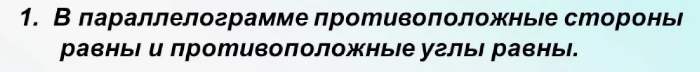 1. В параллелограмме противоположные стороны
равны и противоположные углы равны.